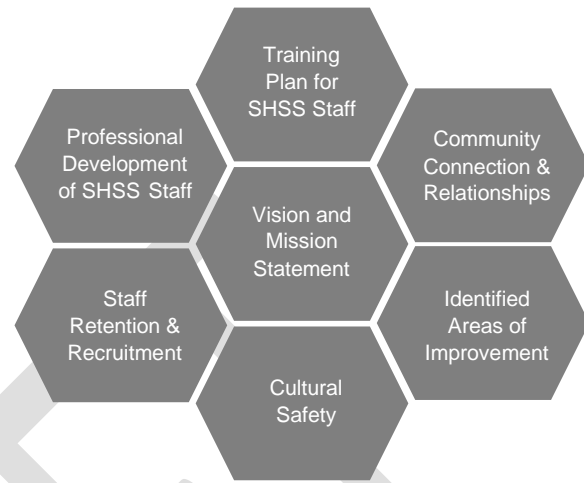 Training
Plan for
SHSS Staff
Professional
Development
of SHSS Staff
Community
Connection &
Relationships
Vision and
Mission
Statement
Staff
Retention &
Recruitment
Identified
Areas of
Improvement
Cultural
Safety